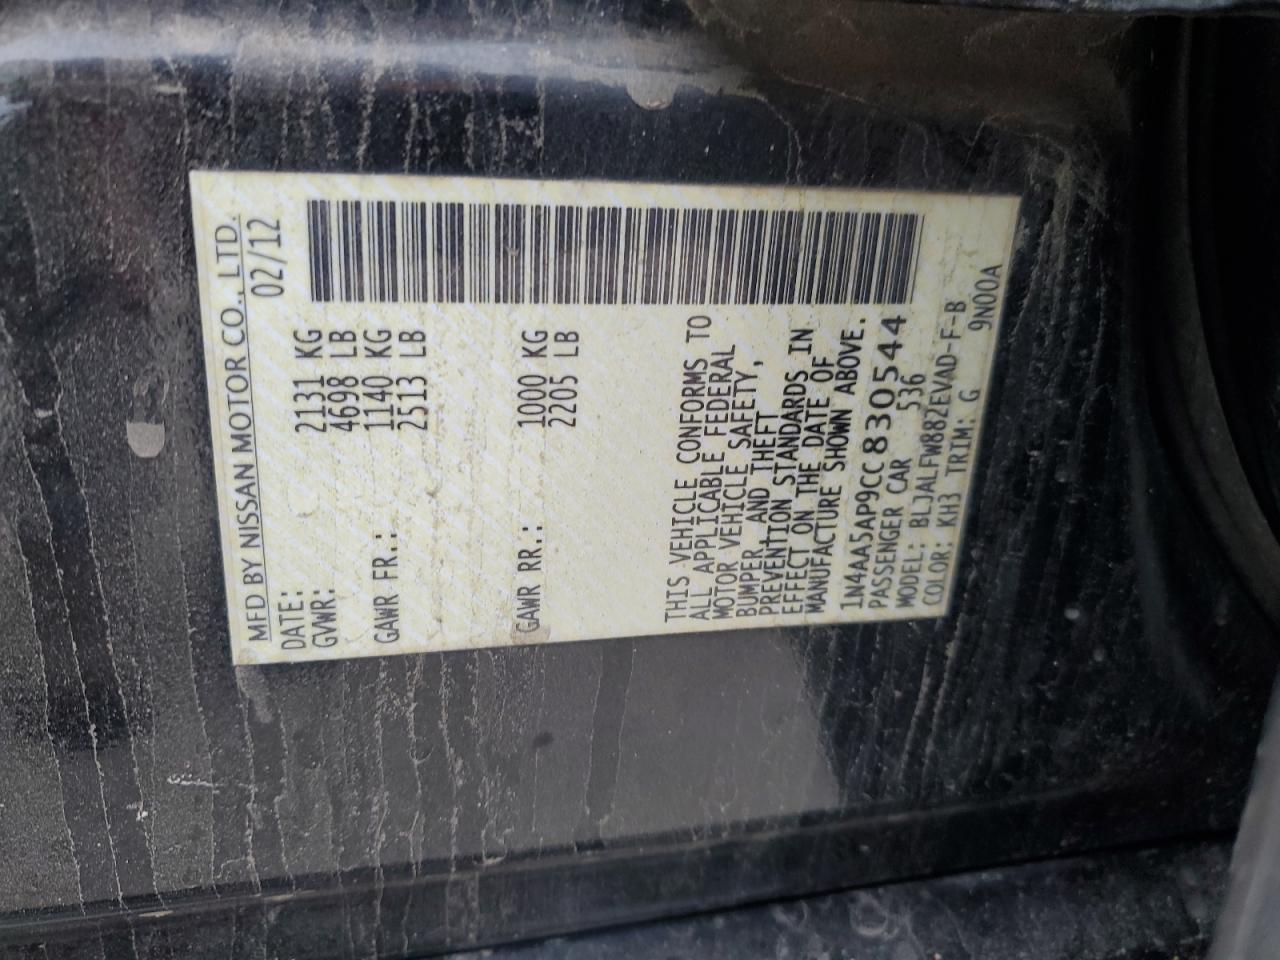 MFD BY NISSAN MOTOR CO., LTD.
DATE: 02/12
GVWR: 2131 KG
4698 LB
GAWR FR.: 1140 KG
2513 LB
GAWR RR.: 1000 KG
2205 LB
THIS VEHICLE CONFORMS TO
ALL APPLICABLE FEDERAL
MOTOR VEHICLE SAFETY,
BUMPER, AND THEFT
PREVENTION STANDARDS IN
EFFECT ON THE DATE OF
MANUFACTURE SHOWN ABOVE.
1N4AA5AP9CC830544
PASSENGER CAR 536
MODEL: BLJALFW882EVAD-F-B
COLOR: KH3 TRIM: G 9N00A